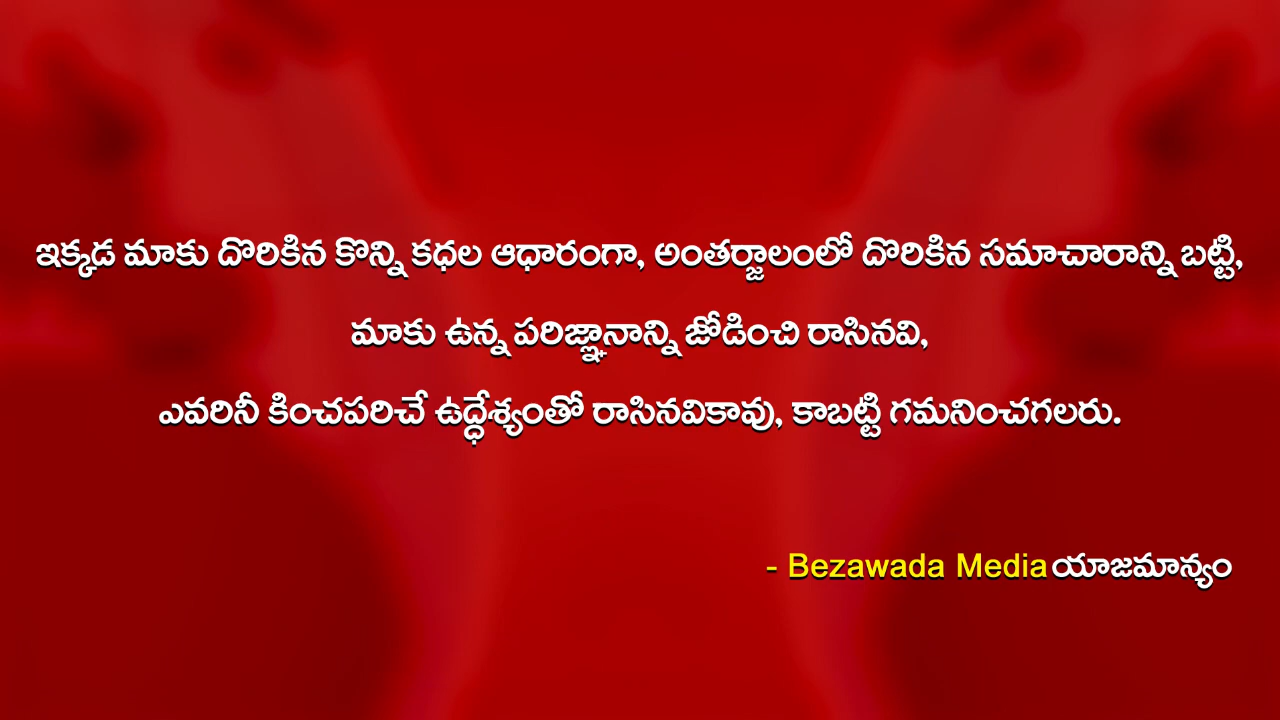 ఇక్కడ మాకు దొరికిన కొన్ని కధల ఆధారంగా, అంతర్జాలంలో దొరికిన సమాచారాన్ని బట్టి,
మాకు ఉన్న పరిజ్ఞానాన్ని జోడించి రాసినవి,
ఎవరినీ కించపరిచే ఉద్ధేశ్యంతో రాసినవికావు, కాబట్టి గమనించగలరు.
- Bezawada Media యాజమాన్యం